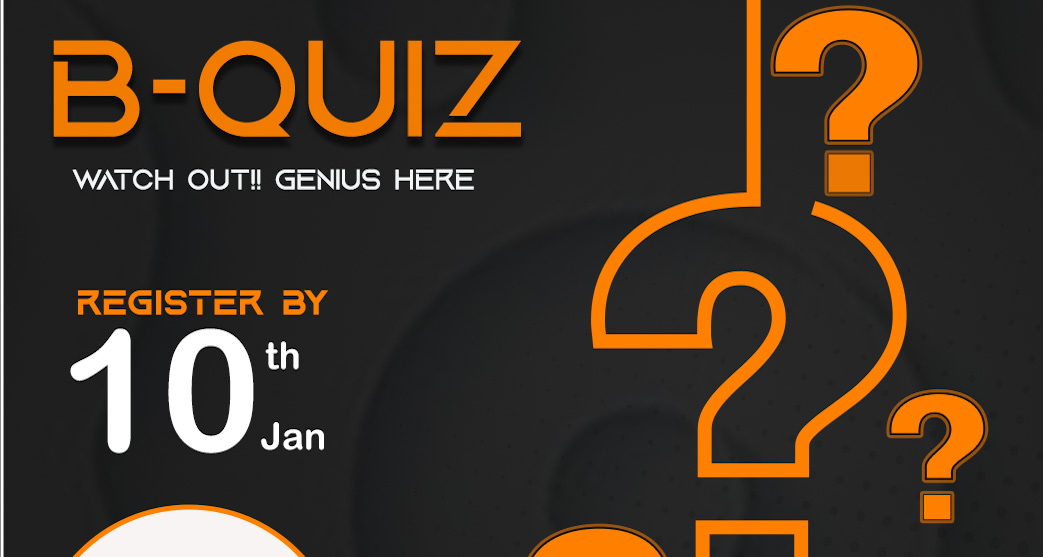 B-QUIZ
WATCH OUT!! GENIUS HERE
REGISTER BY
10th
Jan
? ? ? ?